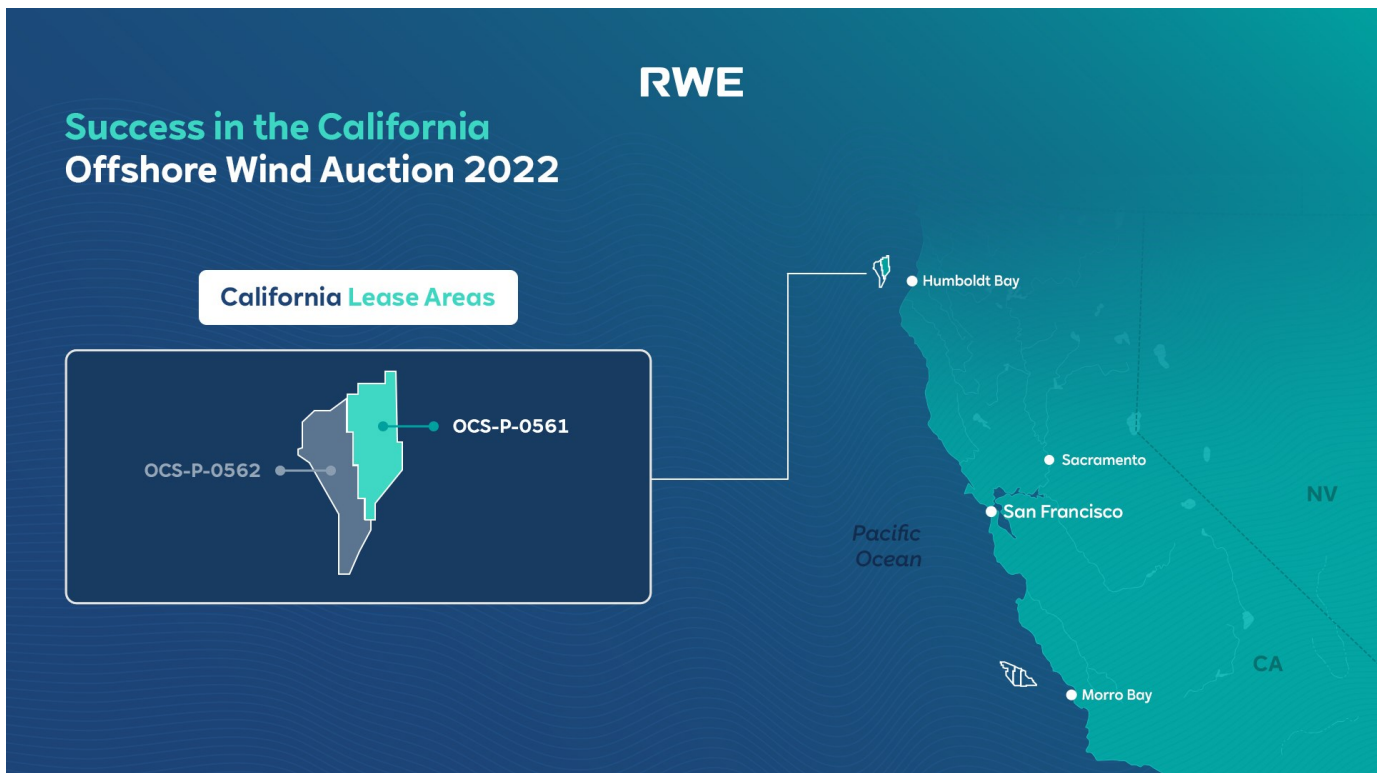 RWE
Success in the California
Offshore Wind Auction 2022
California Lease Areas
OCS-P-0561
OCS-P-0562
Humboldt Bay
Sacramento
San Francisco
NV
Pacific
Ocean
CA
Morro Bay